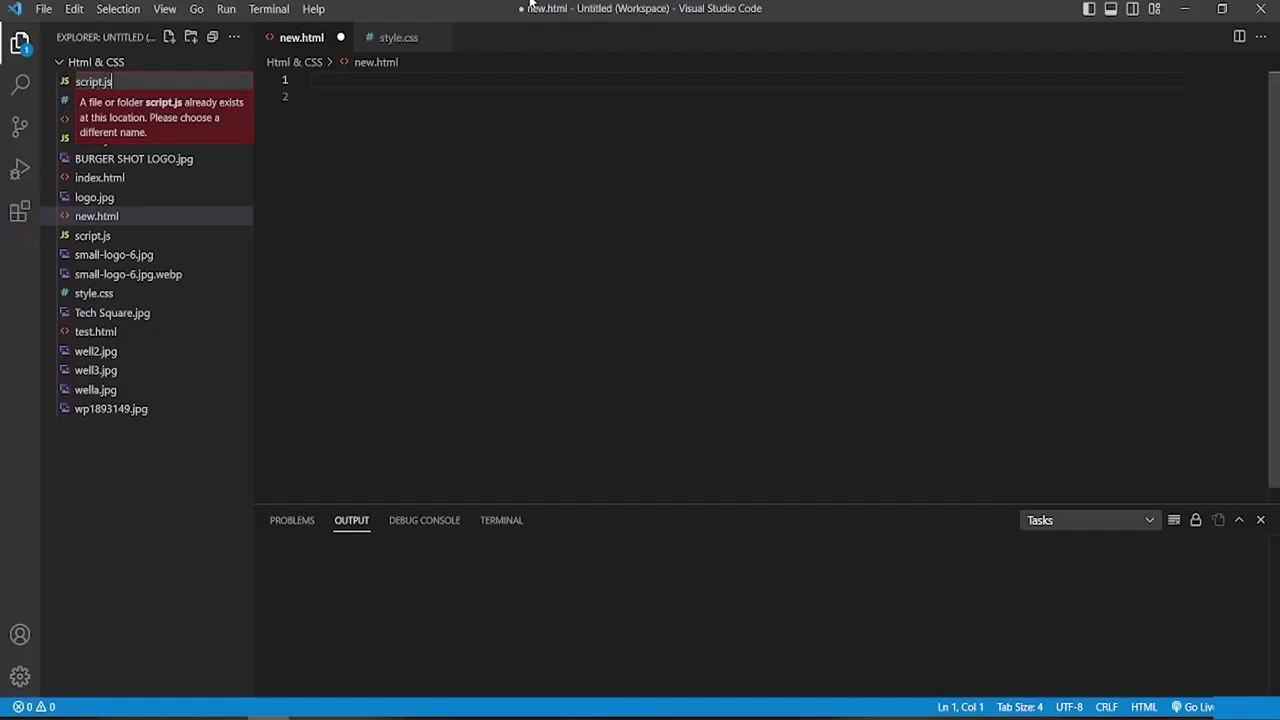 File Edit Selection View Go Run Terminal Help
● new.html - Untitled (Workspace) - Visual Studio Code
EXPLORER: UNTITLED (... 
new.html
style.css
Html & CSS
Html & CSS > new.html
script.js
A file or folder script.js already exists
at this location. Please choose a
different name.
BURGER SHOT LOGO.jpg
index.html
logo.jpg
new.html
script.js
small-logo-6.jpg
small-logo-6.jpg.webp
style.css
Tech Square.jpg
test.html
well2.jpg
well3.jpg
wella.jpg
wp1893149.jpg
1
2
1
PROBLEMS OUTPUT DEBUG CONSOLE TERMINAL
Tasks
0 0
Ln 1, Col 1 Tab Size: 4 UTF-8 CRLF HTML Go Liv